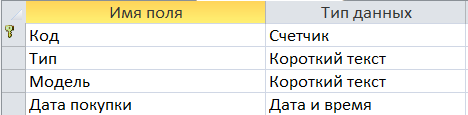 Имя поля Тип данных
Код Счетчик
Тип Короткий текст
Модель Короткий текст
Дата покупки Дата и время